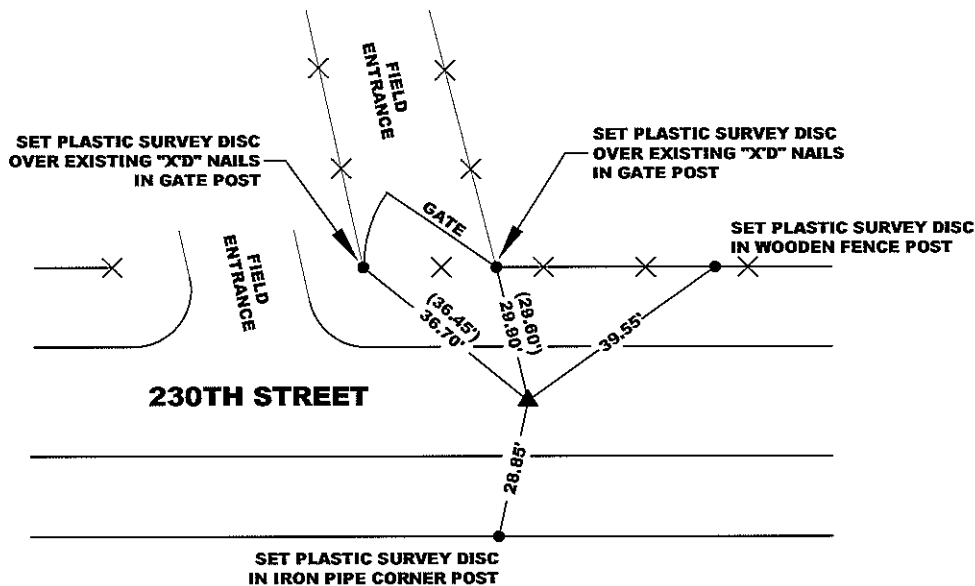 FIELD
ENTRANCE
SET PLASTIC SURVEY DISC
OVER EXISTING "X'D" NAILS
IN GATE POST
SET PLASTIC SURVEY DISC
OVER EXISTING "X'D" NAILS
IN GATE POST
GATE
SET PLASTIC SURVEY DISC
IN WOODEN FENCE POST
FIELD
ENTRANCE
(36.45')
36.70'
(29.60')
29.90'
39.55'
230TH STREET
28.85'
SET PLASTIC SURVEY DISC
IN IRON PIPE CORNER POST